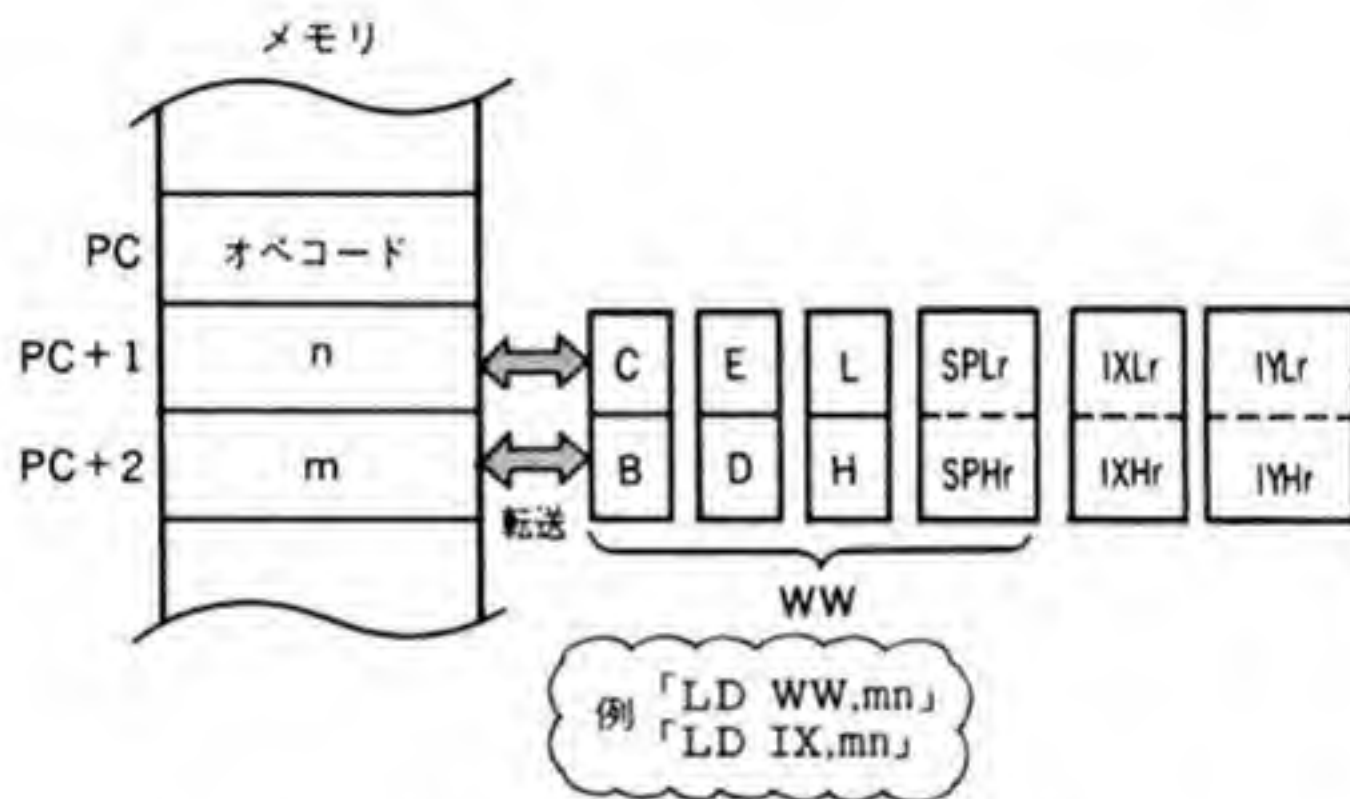 メモリ
PC オペコード
PC+1 n C E L SPLr IXLr IYLr
PC+2 m B D H SPHr IXHr IYHr
転送
WW
例 「LD WW,mn」
「LD IX,mn」